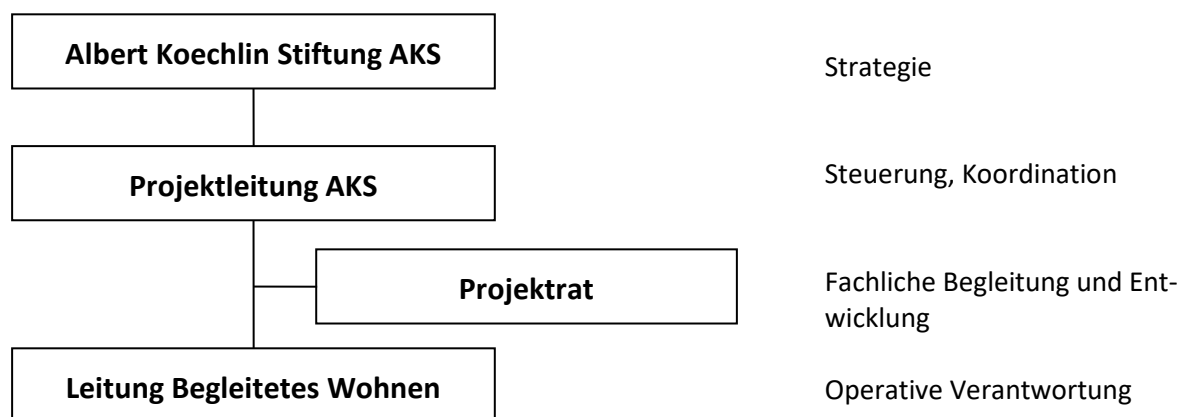 Albert Koechlin Stiftung AKS
Strategie
Projektleitung AKS
Steuerung, Koordination
Projektrat
Fachliche Begleitung und Ent-
wicklung
Leitung Begleitetes Wohnen
Operative Verantwortung